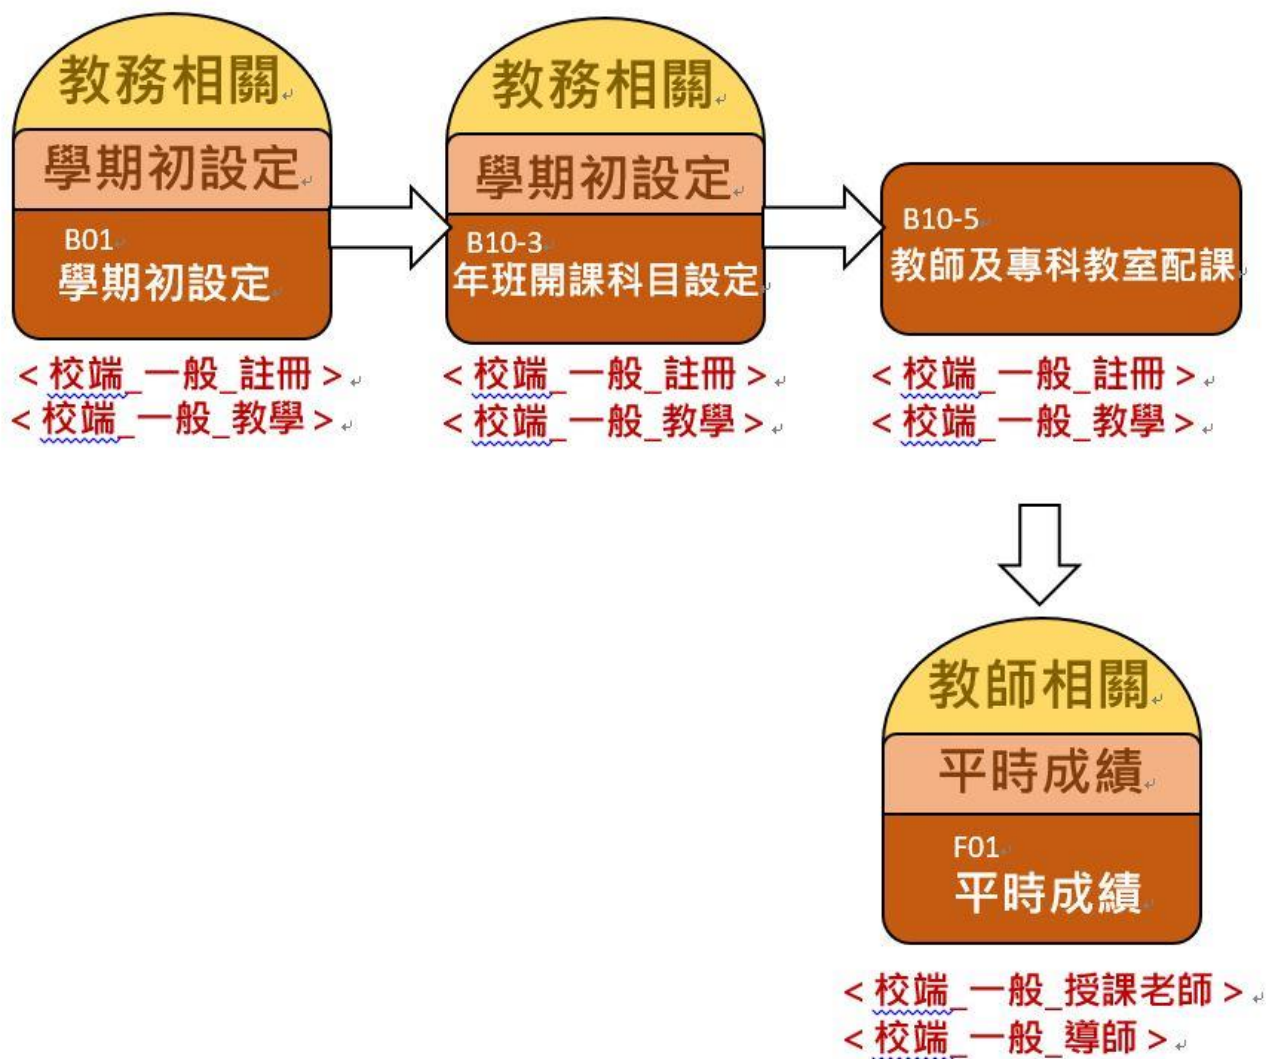 教務相關
學期初設定
B01
學期初設定
<校端_一般_註冊>
<校端_一般_教學>
教務相關
學期初設定
B10-3
年班開課科目設定
<校端_一般_註冊>
<校端_一般_教學>
B10-5
教師及專科教室配課
<校端_一般_註冊>
<校端_一般_教學>
教師相關
平時成績
F01
平時成績
<校端_一般_授課老師>
<校端_一般_導師>